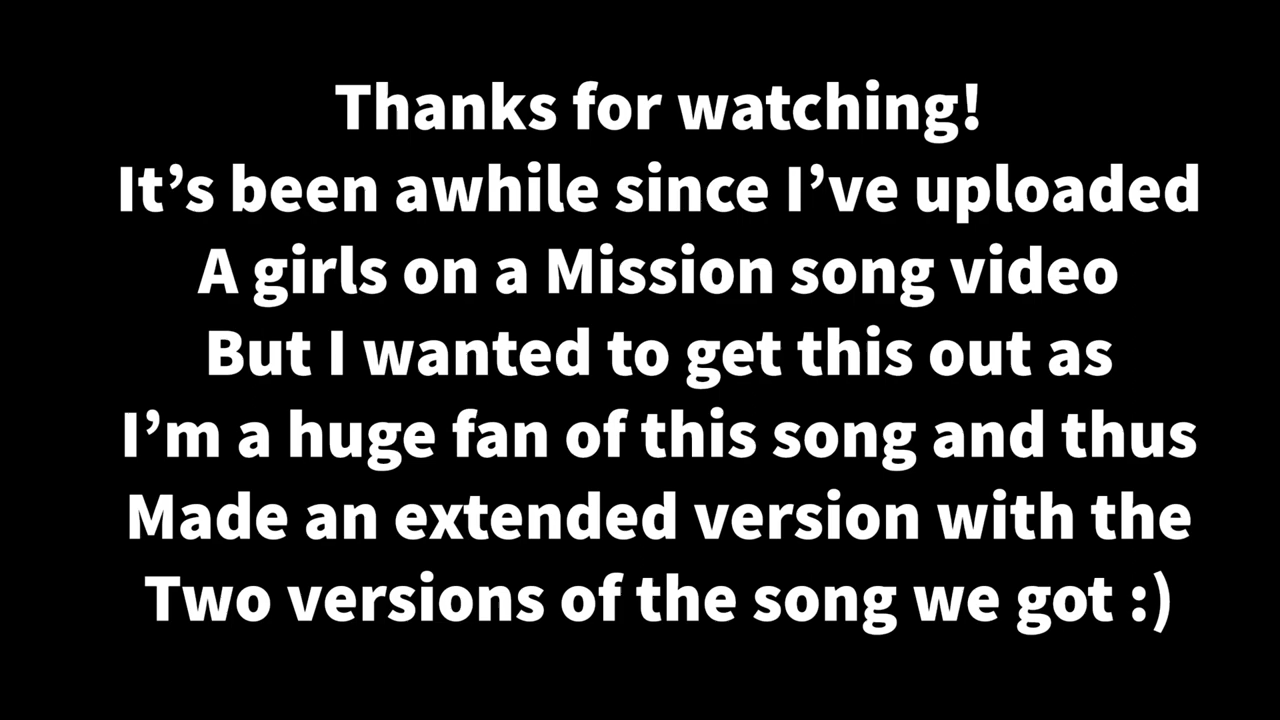 Thanks for watching!
It’s been awhile since I’ve uploaded
A girls on a Mission song video
But I wanted to get this out as
I’m a huge fan of this song and thus
Made an extended version with the
Two versions of the song we got :)